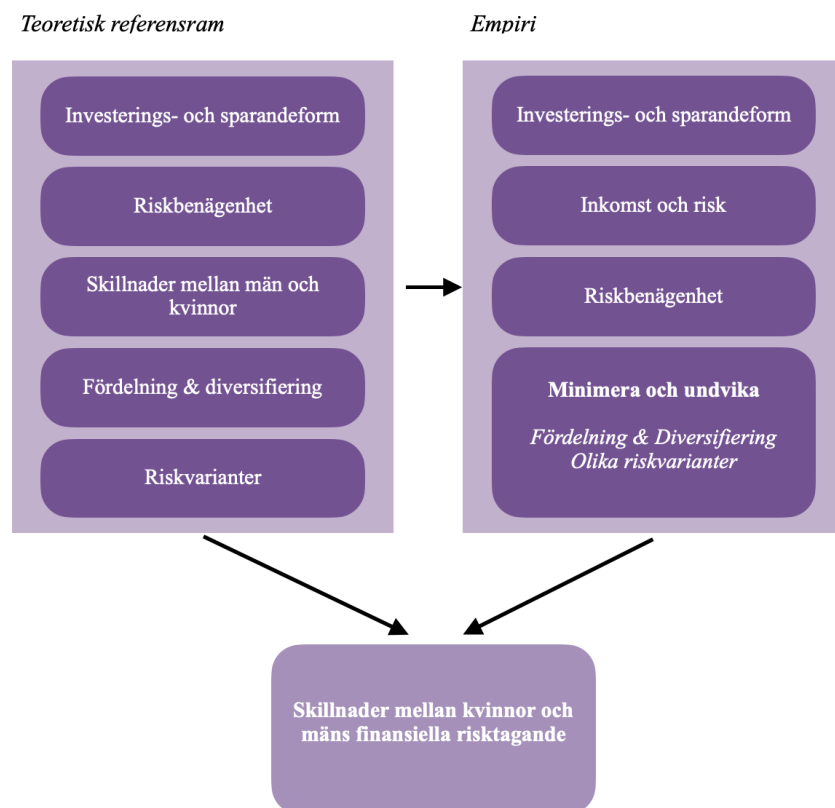 Teoretisk referensram
Investerings- och sparandeform
Riskbenägenhet
Skillnader mellan män och
kvinnor
Fördelning & diversifiering
Riskvarianter
Empiri
Investerings- och sparandeform
Inkomst och risk
Riskbenägenhet
Minimera och undvika
Fördelning & Diversifiering
Olika riskvarianter
Skillnader mellan kvinnor och
mäns finansiella risktagande